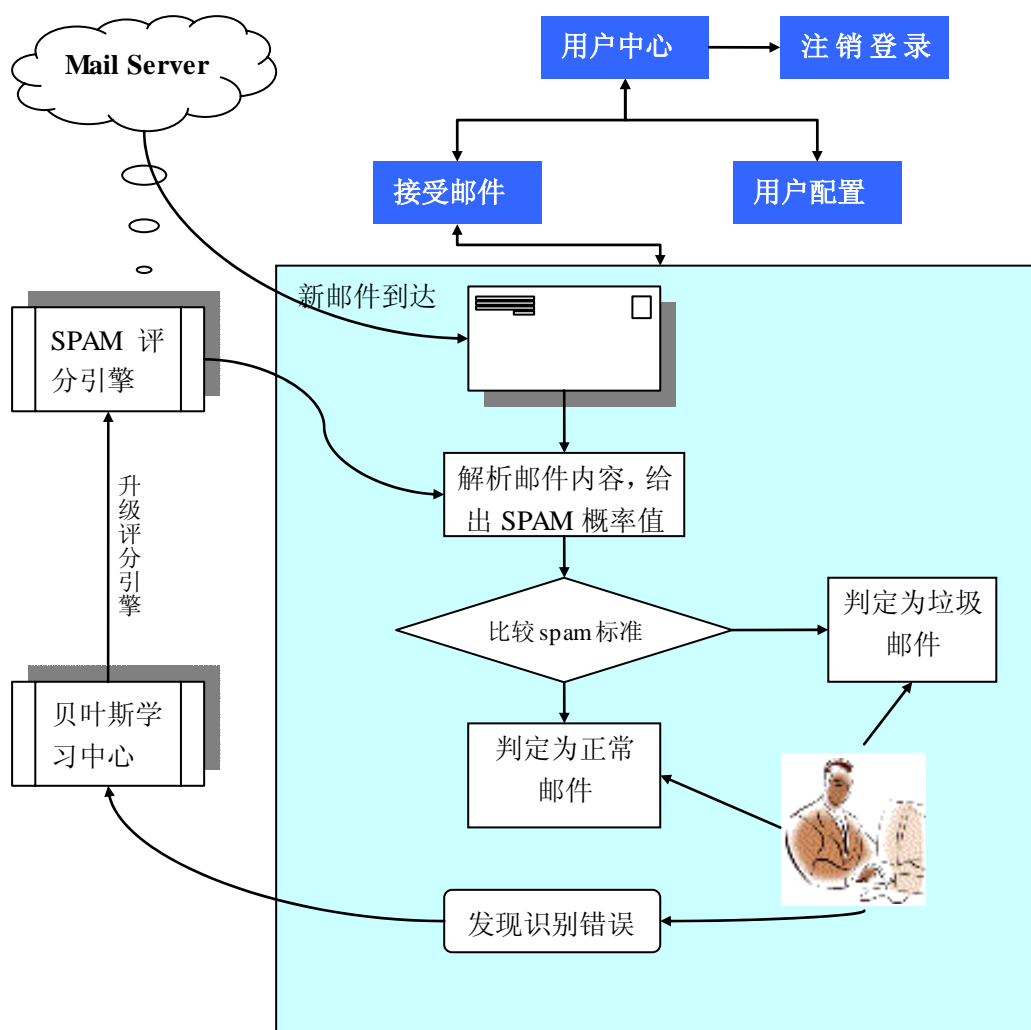 Mail Server
用户中心
注销登录
接受邮件
用户配置
新邮件到达
SPAM 评
分引擎
解析邮件内容，给
出 SPAM 概率值
升级评分引擎
比较 spam 标准
判定为垃圾
邮件
贝叶斯学
习中心
判定为正常
邮件
发现识别错误